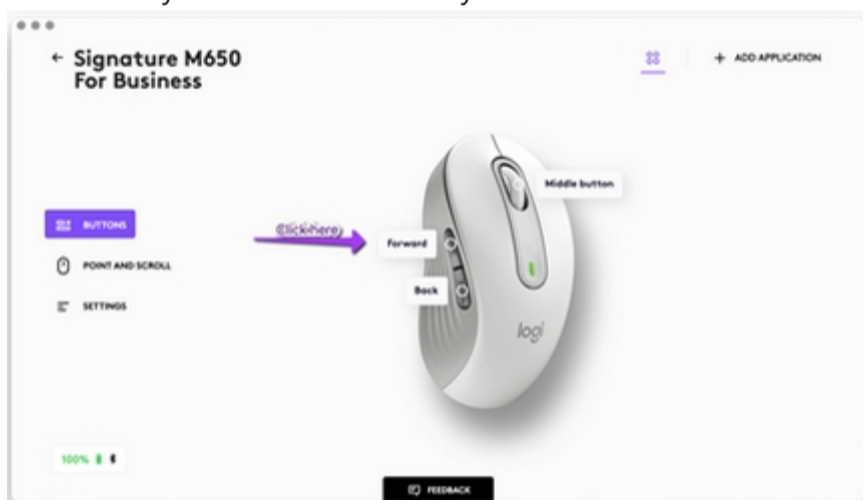 ← Signature M650
For Business
+ ADD APPLICATION
Middle button
BUTTONS
Click here
Forward
POINT AND SCROLL
Back
SETTINGS
logi
100%
FEEDBACK